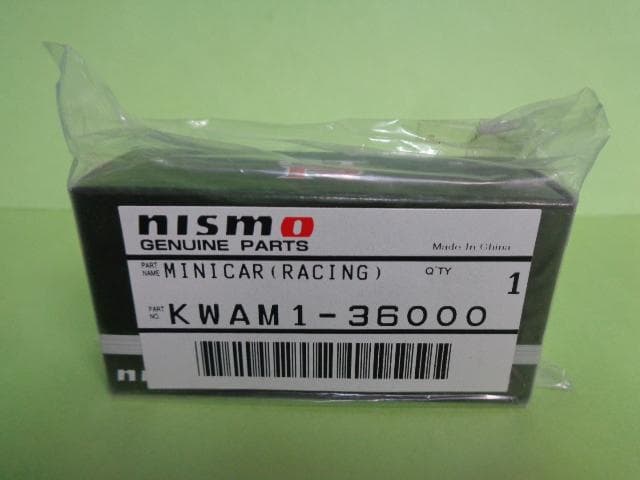 nismo
GENUINE PARTS
Made In China
PART NAME MINICAR(RACING) Q'TY 1
PART NO. KWAM1-36000